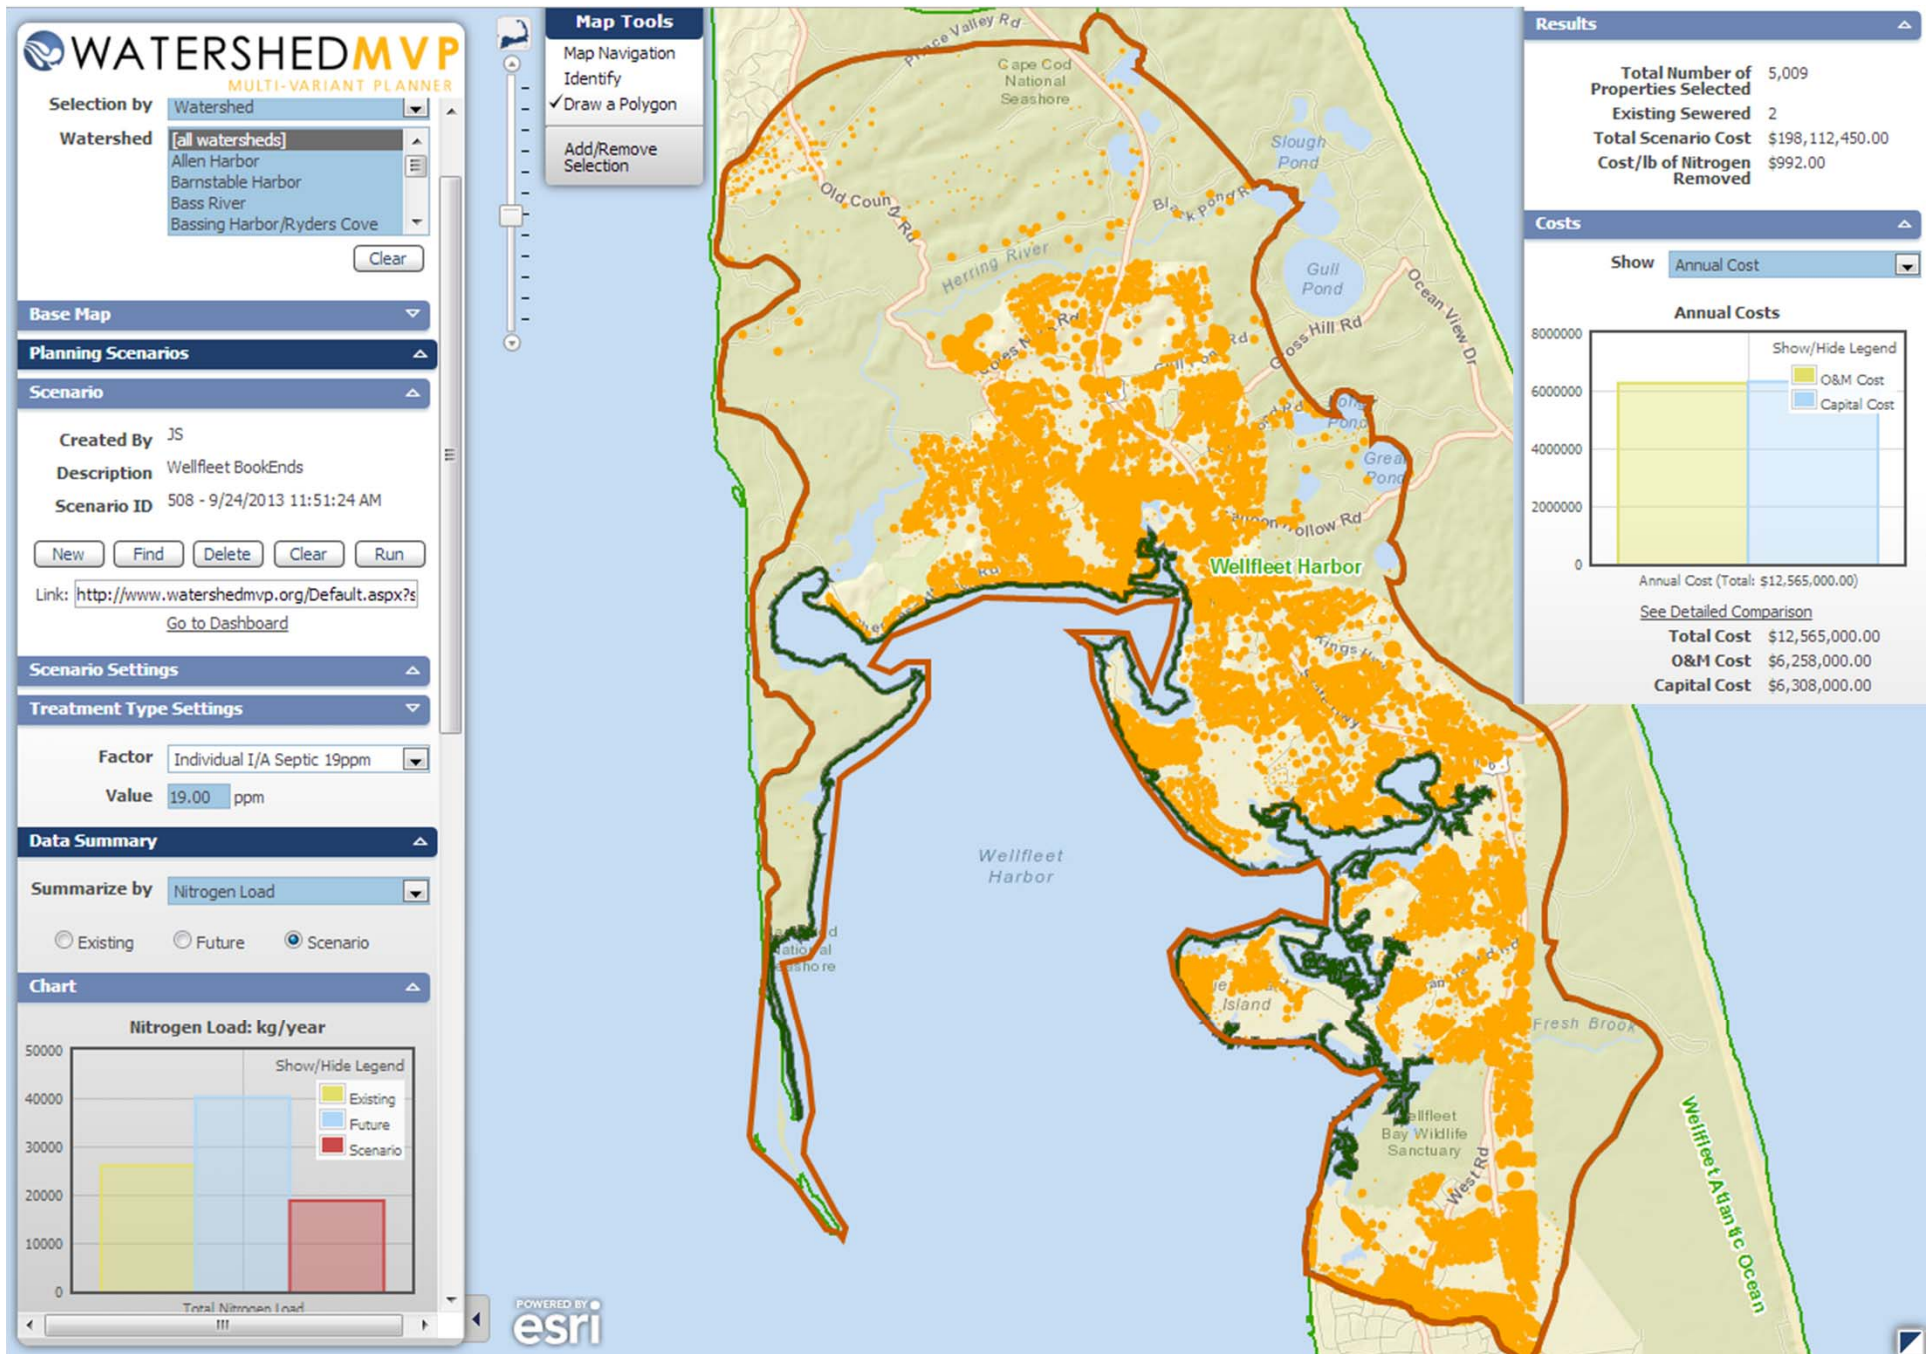 WATERSHEDMVP
MULTI-VARIANT PLANNER
Selection by Watershed
Watershed [all watersheds]
Allen Harbor
Barnstable Harbor
Bass River
Bassing Harbor/Ryders Cove
Clear
Base Map
Planning Scenarios
Scenario
Created By JS
Description Wellfleet BookEnds
Scenario ID 508 - 9/24/2013 11:51:24 AM
New Find Delete Clear Run
Link: http://www.watershedmvp.org/Default.aspx?s
Go to Dashboard
Scenario Settings
Treatment Type Settings
Factor Individual I/A Septic 19ppm
Value 19.00 ppm
Data Summary
Summarize by Nitrogen Load
Existing Future Scenario
Chart
Nitrogen Load: kg/year
50000
Show/Hide Legend
40000
Existing
Future
30000
Scenario
20000
10000
0
Total Nitrogen Load
Map Tools
Map Navigation
Identify
✓Draw a Polygon
Add/Remove
Selection
Prince Valley Rd
Cape Cod
National
Seashore
Slough
Pond
Old County Rd
Herring River
Gull
Pond
Ocean View Dr
Gross Hill Rd
Pond
Pond
Hollow Rd
Wellfleet Harbor
Wellfleet
Harbor
Island
Fresh Brook
Bay Wildlife
Sanctuary
West Rd
Wellfleet Atlantic Ocean
POWERED BY
esri
Results
Total Number of
Properties Selected 5,009
Existing Sewered 2
Total Scenario Cost $198,112,450.00
Cost/lb of Nitrogen
Removed $992.00
Costs
Show Annual Cost
Annual Costs
8000000
Show/Hide Legend
O&M Cost
6000000
Capital Cost
4000000
2000000
0
Annual Cost (Total: $12,565,000.00)
See Detailed Comparison
Total Cost $12,565,000.00
O&M Cost $6,258,000.00
Capital Cost $6,308,000.00